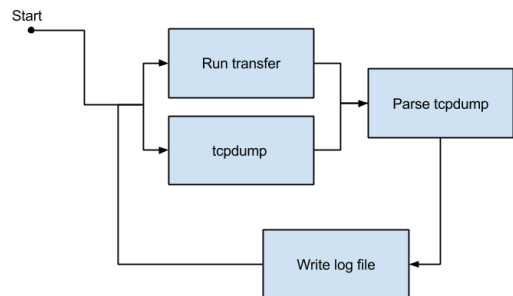 Start
Run transfer
Parse tcpdump
tcpdump
Write log file